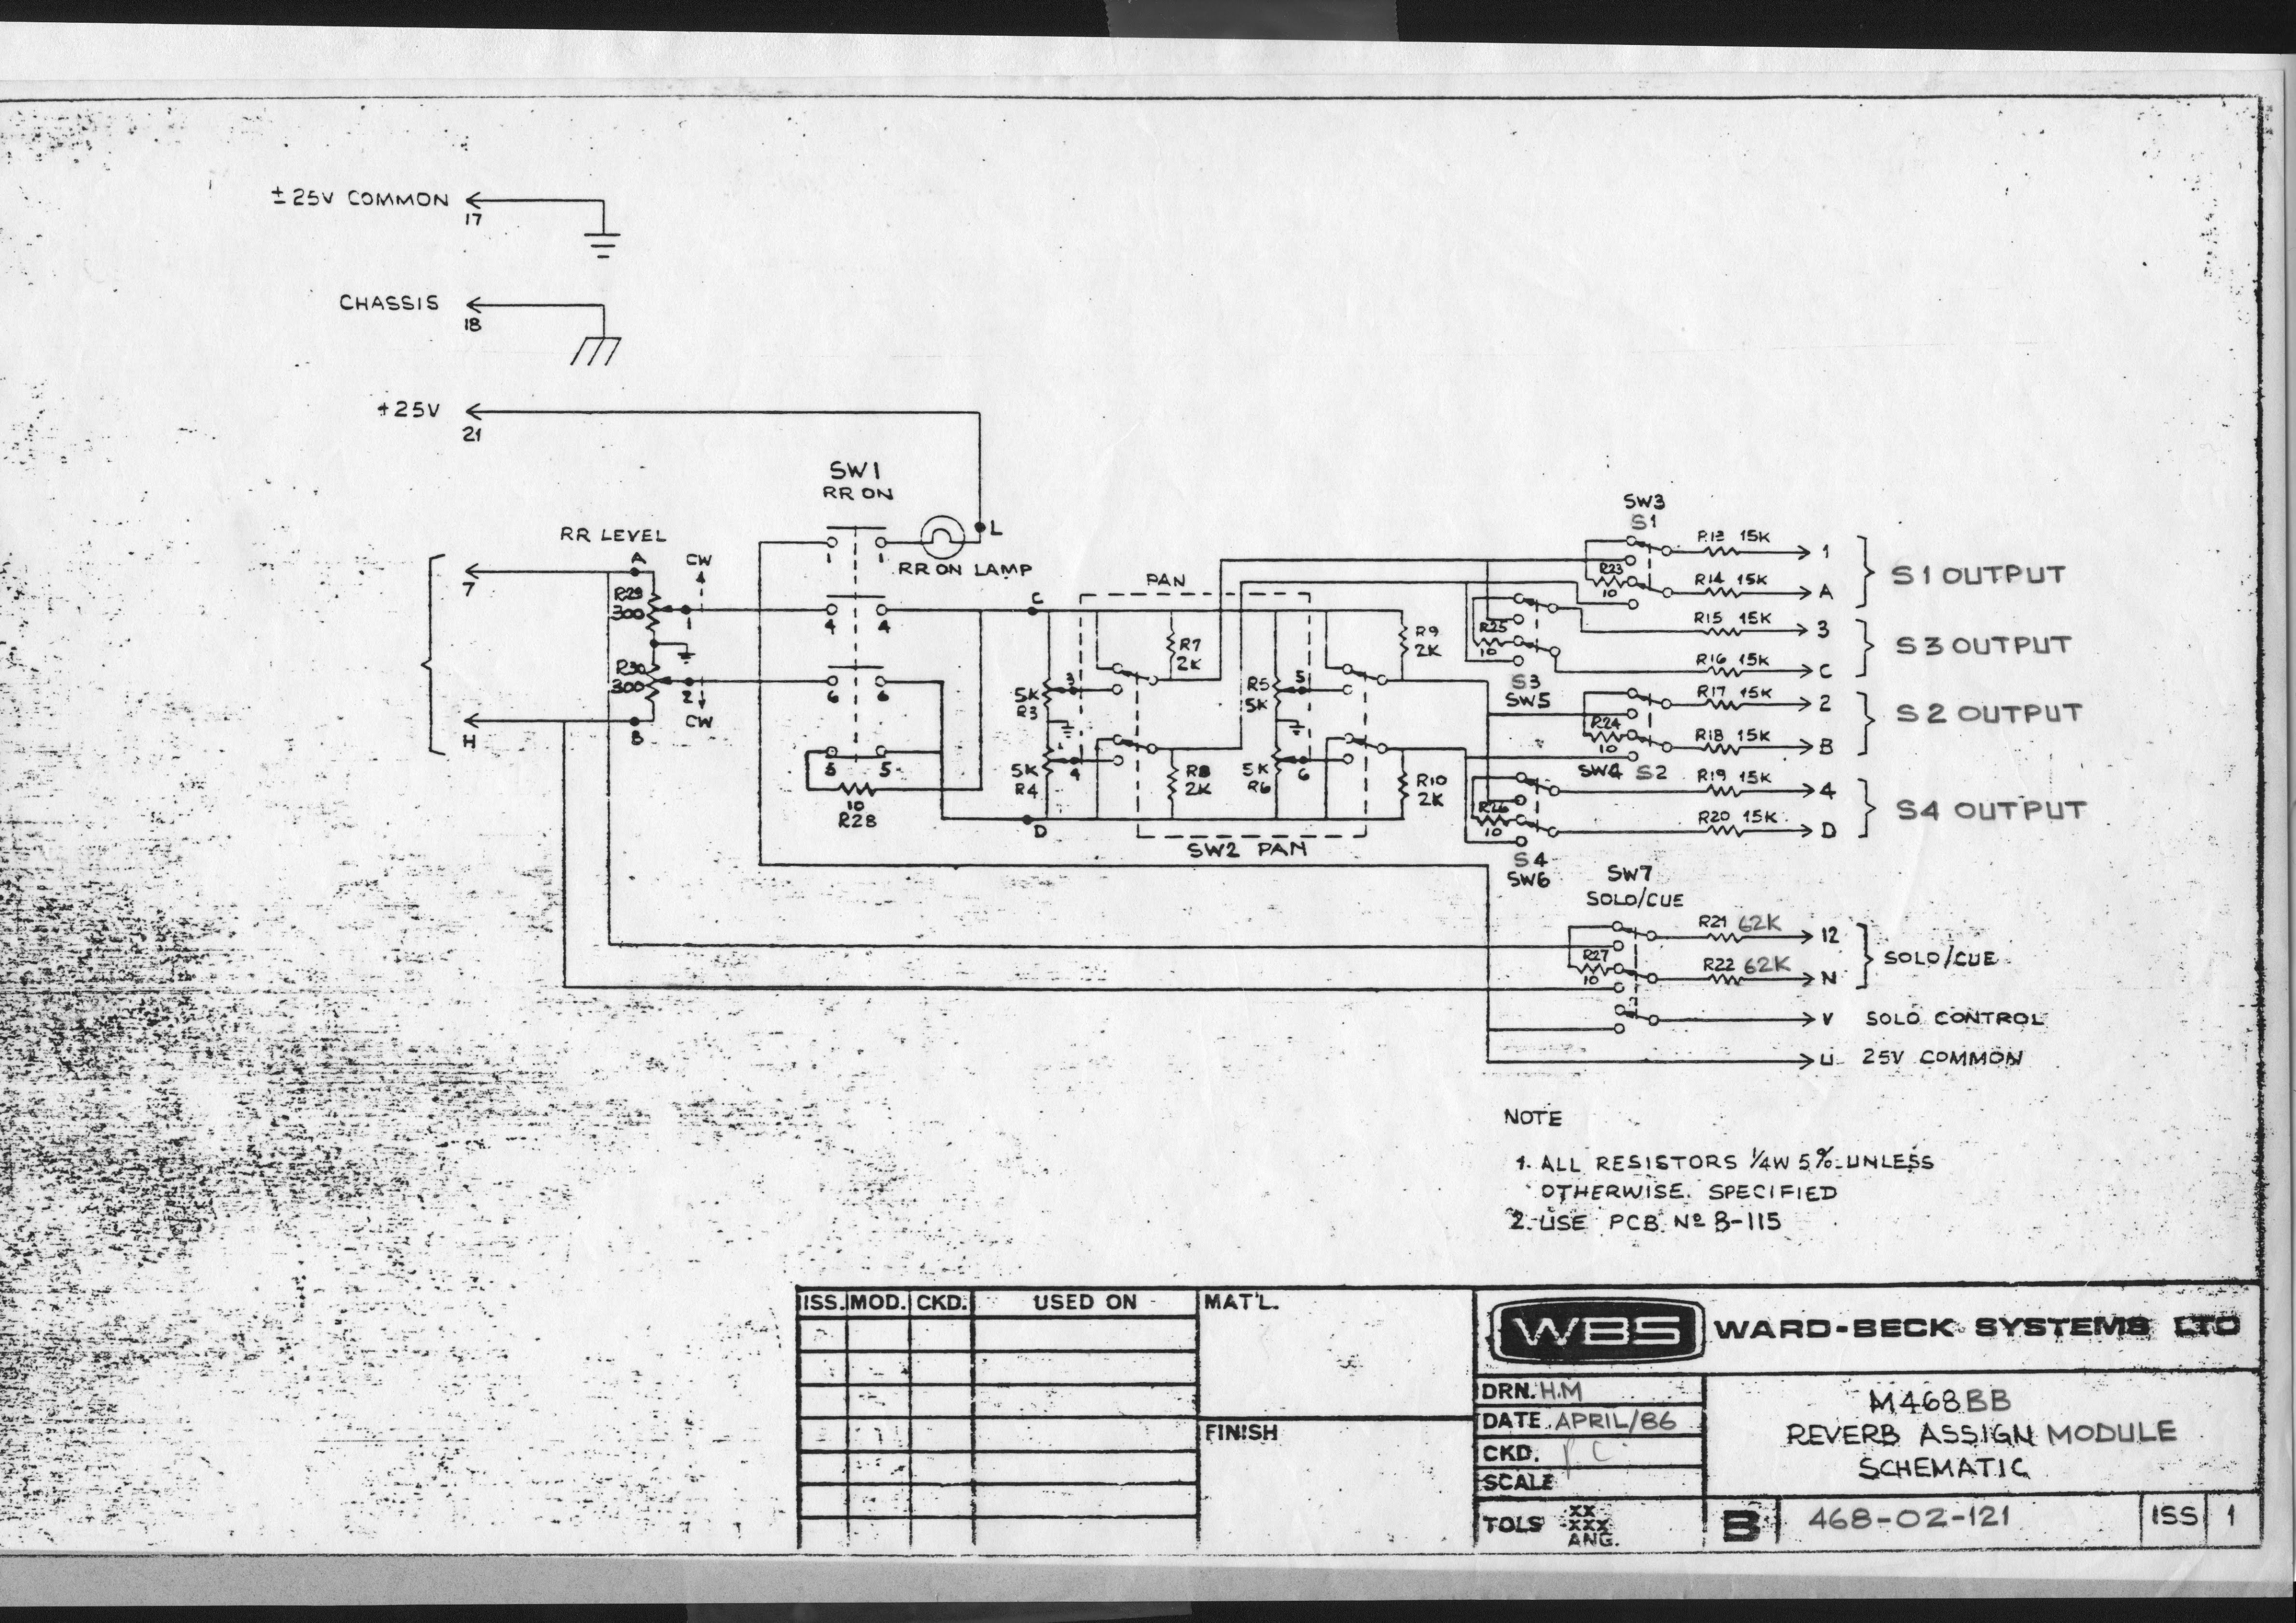 ±25V COMMON
17
CHASSIS
18
+25V
21
SW1
RR ON
L
RR ON LAMP
1 1
RR LEVEL
A
CW
7
R29
300
1
4 4
C
R30
300
2
6 6
CW
B
H
5 5
10
R28
PAN
3
5K
R3
4
5K
R4
D
R7
2K
R8
2K
R5
5K
5
5K
R6
6
R9
2K
R10
2K
SW2 PAN
SW3
S1
R23
10
R13 15K 1
R14 15K A
S1 OUTPUT
R25
10
S3
SW5
R15 15K 3
R16 15K C
S3 OUTPUT
R24
10
SW4 S2
R17 15K 2
R18 15K B
S2 OUTPUT
R26
10
S4
SW6
R19 15K 4
R20 15K D
S4 OUTPUT
SW7
SOLO/CUE
R27
10
R21 62K 12
R22 62K N
SOLO/CUE
V SOLO CONTROL
U 25V COMMON
NOTE
1. ALL RESISTORS 1/4W 5% UNLESS
OTHERWISE SPECIFIED
2. USE PCB Nº B-115
ISS. MOD. CKD. USED ON
MAT'L.
FINISH
WBS WARD-BECK SYSTEMS LTD
DRN. H.M
DATE APRIL/86
CKD. P C
SCALE
TOLS .XX
.XXX
ANG.
M468BB
REVERB ASSIGN MODULE
SCHEMATIC
B 468-02-121 ISS 1